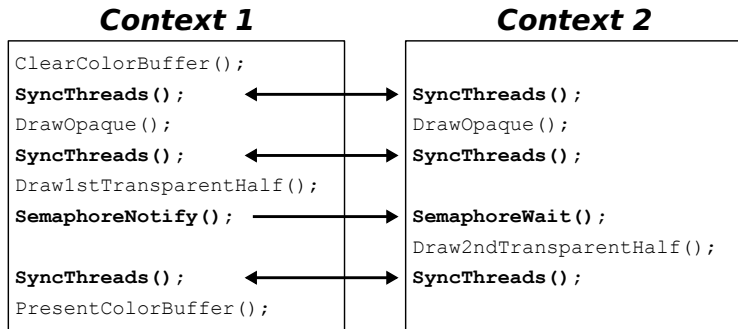 Context 1
ClearColorBuffer();
SyncThreads();
DrawOpaque();
SyncThreads();
Draw1stTransparentHalf();
SemaphoreNotify();
SyncThreads();
PresentColorBuffer();
Context 2
SyncThreads();
DrawOpaque();
SyncThreads();
SemaphoreWait();
Draw2ndTransparentHalf();
SyncThreads();